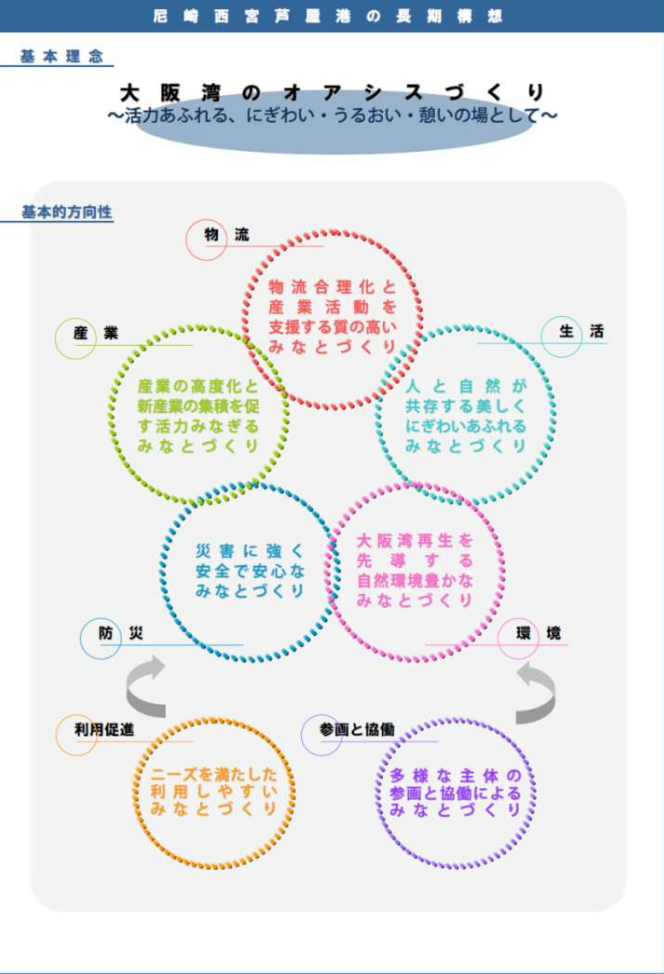 尼崎西宮芦屋港の長期構想
基本理念
大阪湾のオアシスづくり
～活力あふれる、にぎわい・うるおい・憩いの場として～
基本的方向性
物流
物流合理化と
産業活動を
支援する質の高い
みなとづくり
産業
産業の高度化と
新産業の集積を促
す活力みなぎる
みなとづくり
生活
人と自然が
共存する美しく
にぎわいあふれる
みなとづくり
災害に強く
安全で安心な
みなとづくり
防災
大阪湾再生を
先導する
自然環境豊かな
みなとづくり
環境
利用促進
ニーズを満たした
利用しやすい
みなとづくり
参画と協働
多様な主体の
参画と協働による
みなとづくり